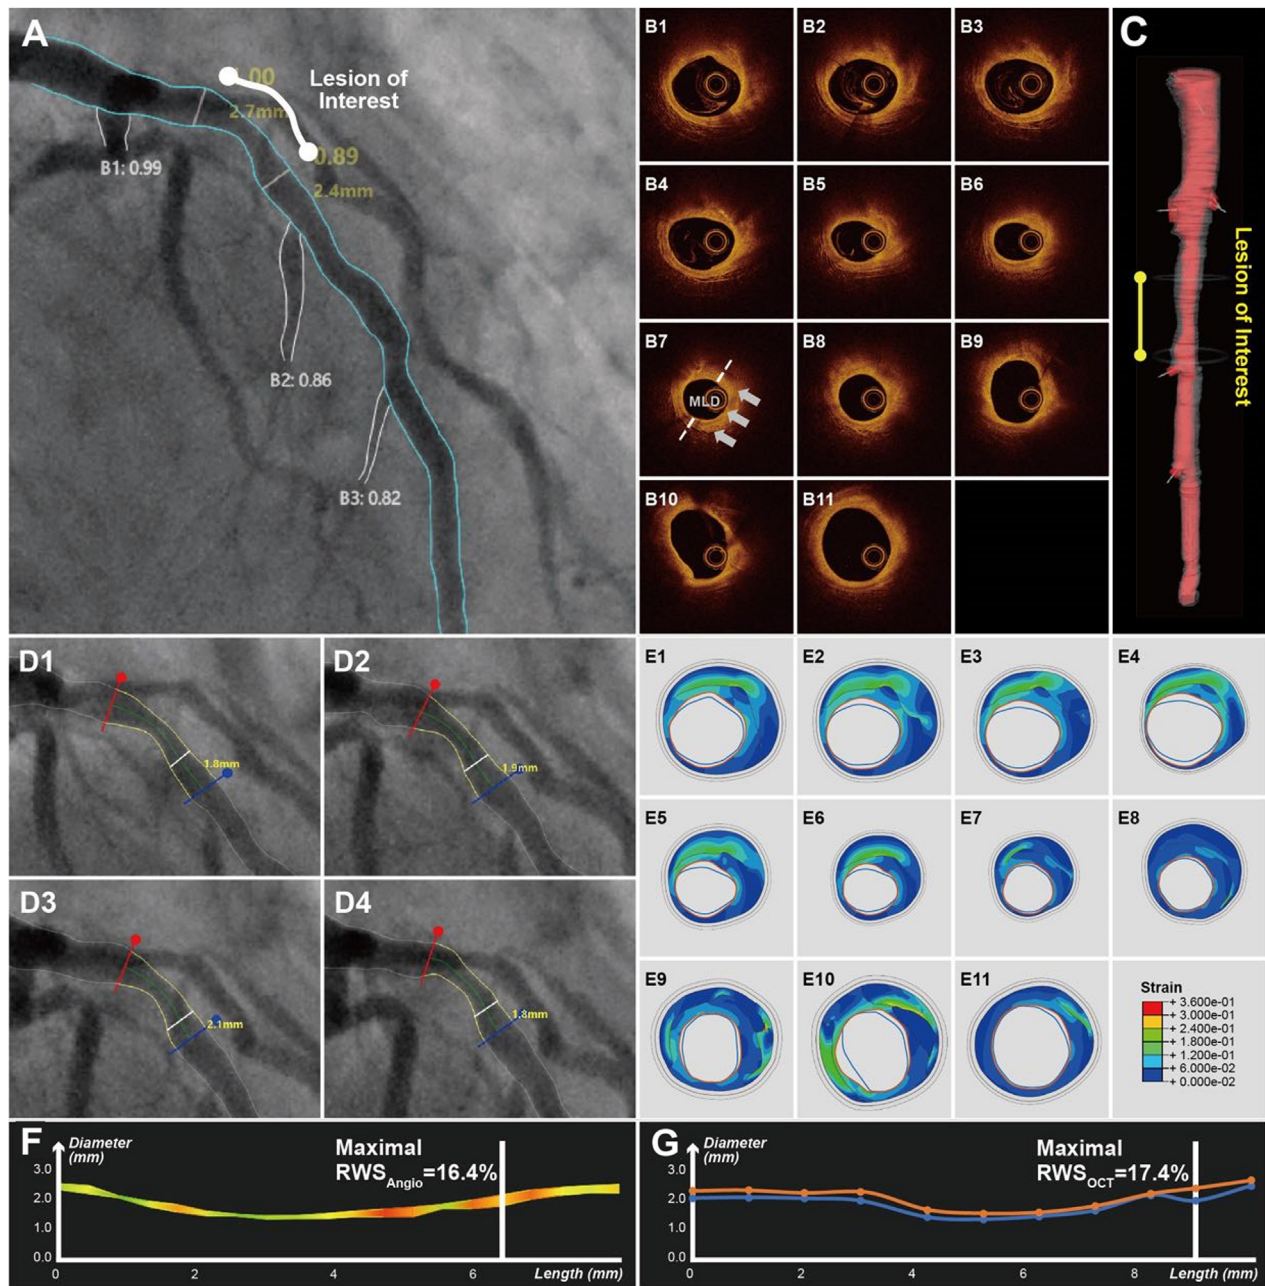 A
1.00
2.7mm
Lesion of
Interest
0.89
2.4mm
B1: 0.99
B2: 0.86
B3: 0.82
B1
B2
B3
B4
B5
B6
B7
MLD
B8
B9
B10
B11
C
Lesion of Interest
D1
1.8mm
D2
1.9mm
D3
2.1mm
D4
1.8mm
E1
E2
E3
E4
E5
E6
E7
E8
E9
E10
E11
Strain
+ 3.600e-01
+ 3.000e-01
+ 2.400e-01
+ 1.800e-01
+ 1.200e-01
+ 6.000e-02
+ 0.000e-02
F
Diameter
(mm)
3.0
2.0
1.0
0.0
Maximal
RWSAngio=16.4%
0
2
4
6
Length (mm)
G
Diameter
(mm)
3.0
2.0
1.0
0.0
Maximal
RWSOCT=17.4%
0
2
4
6
8
Length (mm)